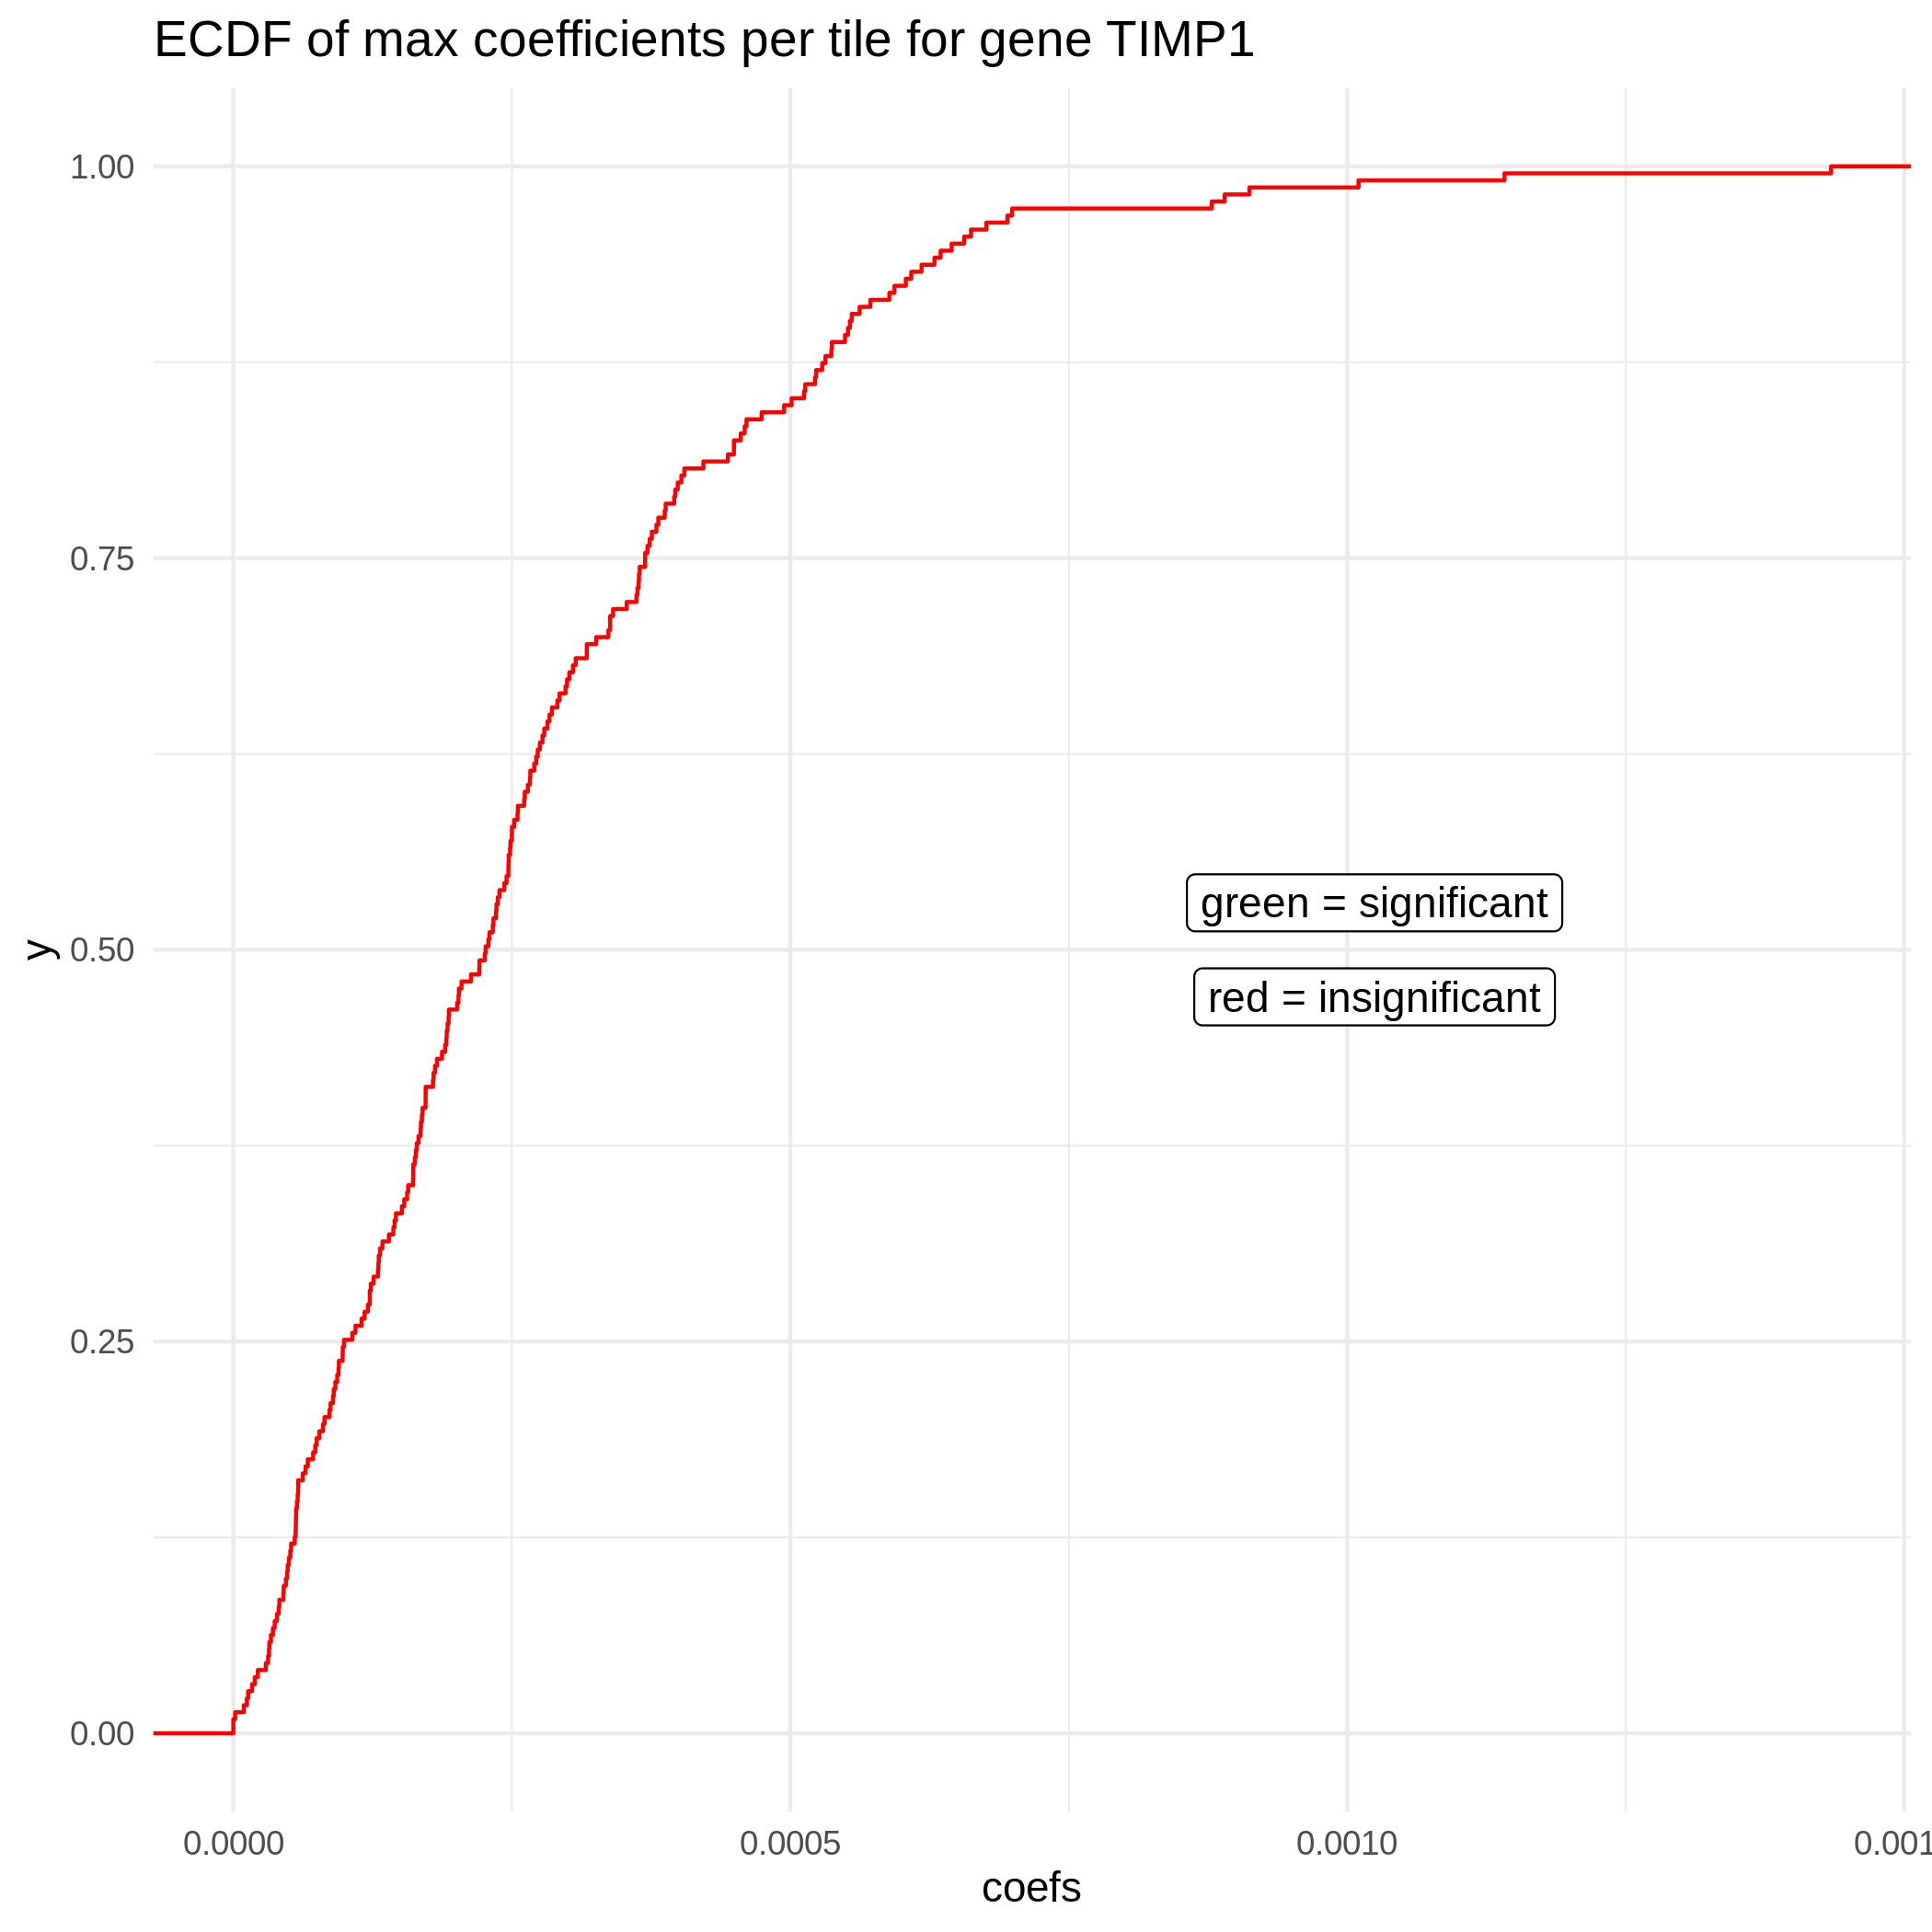 ECDF of max coefficients per tile for gene TIMP1
1.00
0.75
green = significant
y
0.50
red = insignificant
0.25
0.00
0.0000
0.0005
0.0010
0.001
coefs